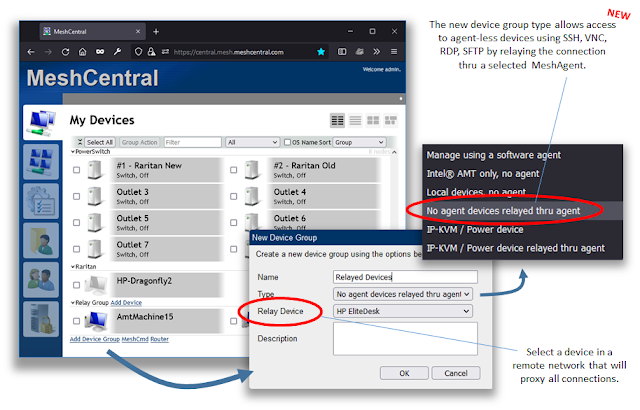 NEW
The new device group type allows access
to agent-less devices using SSH, VNC,
RDP, SFTP by relaying the connection
thru a selected MeshAgent.
MeshCentral
https://central.mesh.meshcentral.com
MeshCentral
Welcome admin.
My Devices
Select All
Group Action
Filter
All
OS Name
Sort
Group
PowerSwitch
#1 - Raritan New
Switch, Off
#2 - Raritan Old
Switch, Off
Outlet 3
Switch, Off
Outlet 4
Switch, Off
Outlet 5
Switch, Off
Outlet 6
Switch, Off
Outlet 7
Switch, Off
Raritan
HP-Dragonfly2
Relay Group Add Device
AmtMachine15
Add Device Group MeshCmd Router
Manage using a software agent
Intel® AMT only, no agent
Local devices, no agent
No agent devices relayed thru agent
IP-KVM / Power device
IP-KVM / Power device relayed thru agent
New Device Group
Create a new device group using the options be
Name
Relayed Devices
Type
No agent devices relayed thru agent
Relay Device
HP EliteDesk
Description
OK
Cancel
Select a device in a
remote network that will
proxy all connections.